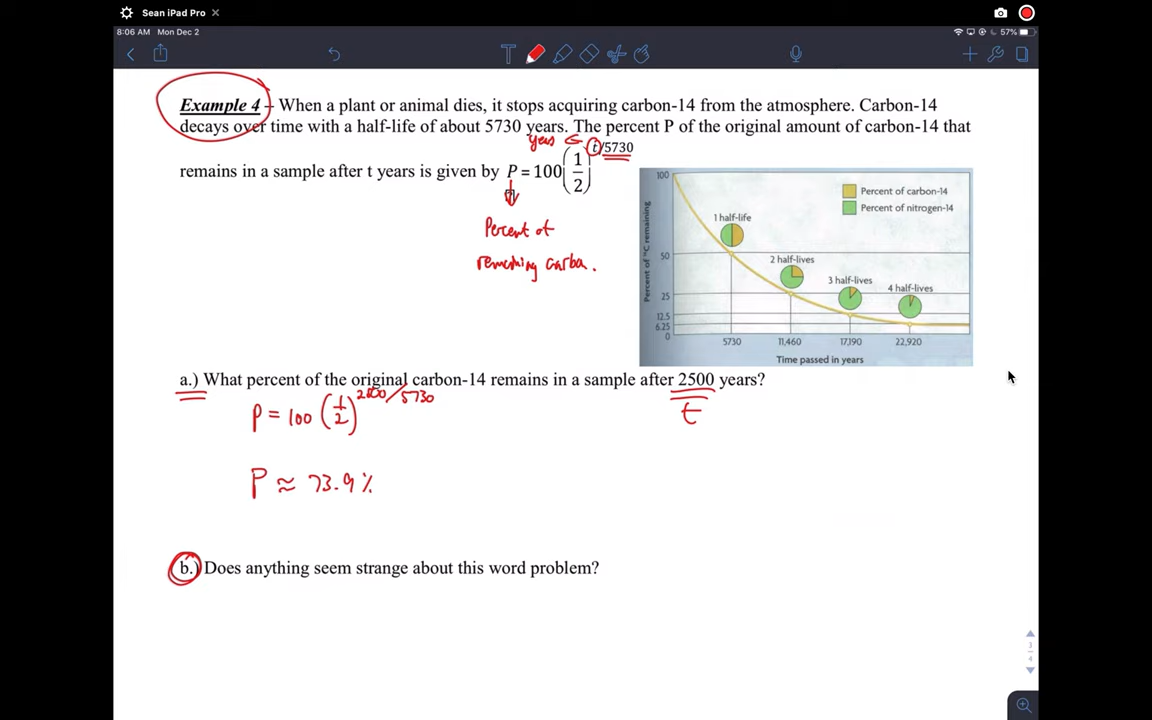 Sean iPad Pro ×
8:06 AM Mon Dec 2
57%
Example 4 – When a plant or animal dies, it stops acquiring carbon-14 from the atmosphere. Carbon-14
decays over time with a half-life of about 5730 years. The percent P of the original amount of carbon-14 that
years
remains in a sample after t years is given by P = 100(1/2)^t/5730
Percent of
remaining carbon.
Percent of ¹⁴C remaining
100
50
25
12.5
6.25
0
Percent of carbon-14
Percent of nitrogen-14
1 half-life
2 half-lives
3 half-lives
4 half-lives
5730 11,460 17,190 22,920
Time passed in years
a.) What percent of the original carbon-14 remains in a sample after 2500 years?
t
P = 100 (1/2)^2500/5730
P ≈ 73.9%
b.) Does anything seem strange about this word problem?
3
4